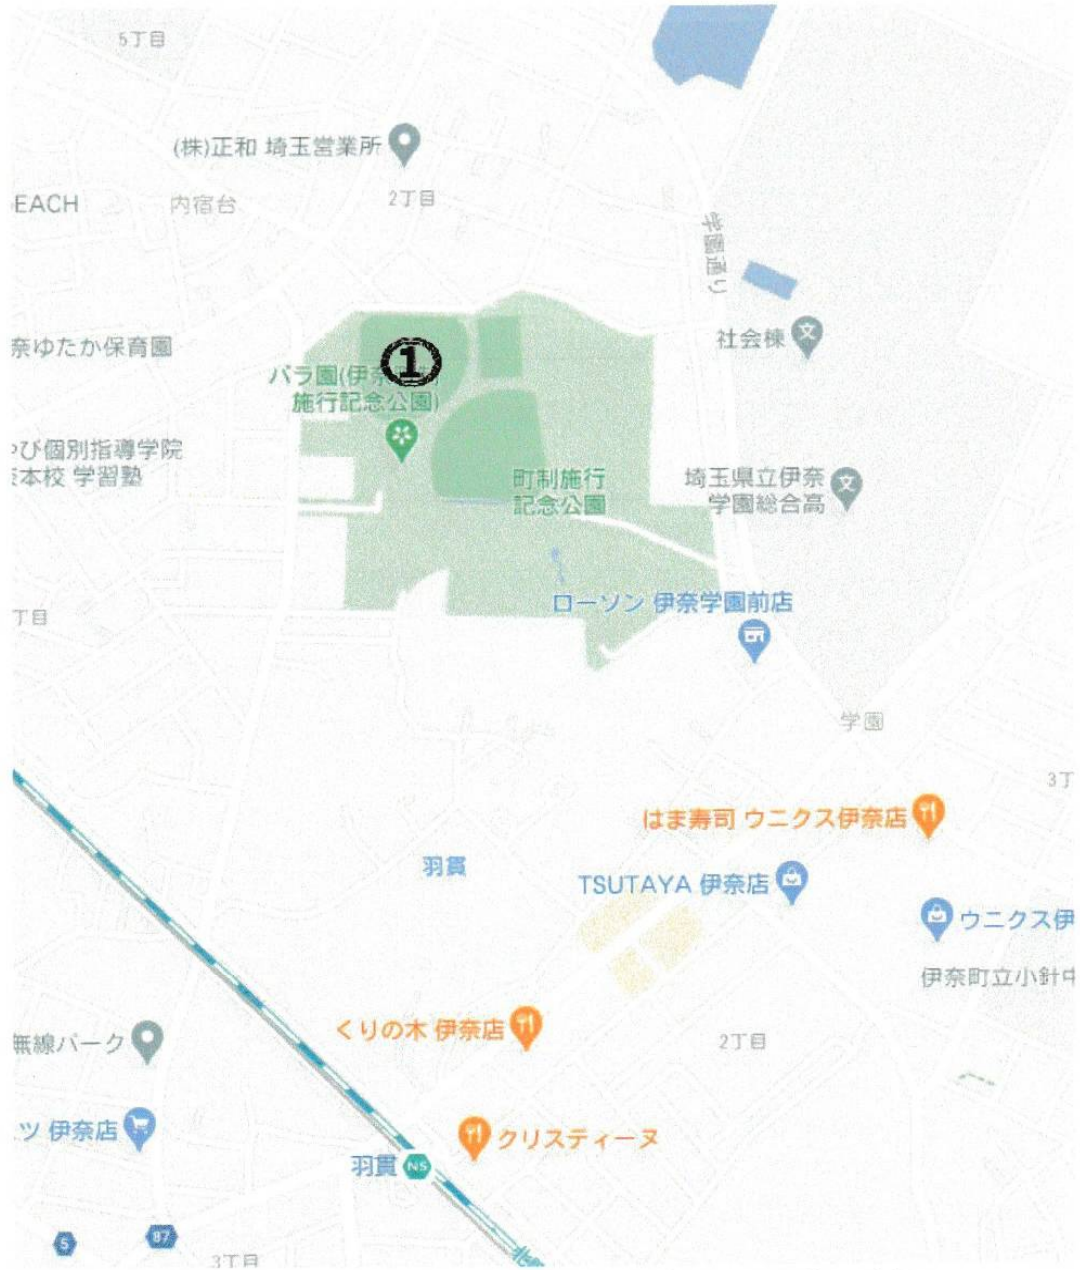 5丁目
(株)正和 埼玉営業所
EACH
内宿台
2丁目
学園通り
社会棟
奈ゆたか保育園
①
バラ園(伊奈
施行記念公園)
び個別指導学院
本校 学習塾
町制施行
記念公園
埼玉県立伊奈
学園総合高
ローソン 伊奈学園前店
丁目
学園
3丁
はま寿司 ウニクス伊奈店
羽貫
TSUTAYA 伊奈店
ウニクス伊
伊奈町立小針中
くりの木 伊奈店
無線パーク
2丁目
ツ 伊奈店
クリスティーヌ
羽貫
NS
5
87
3丁目